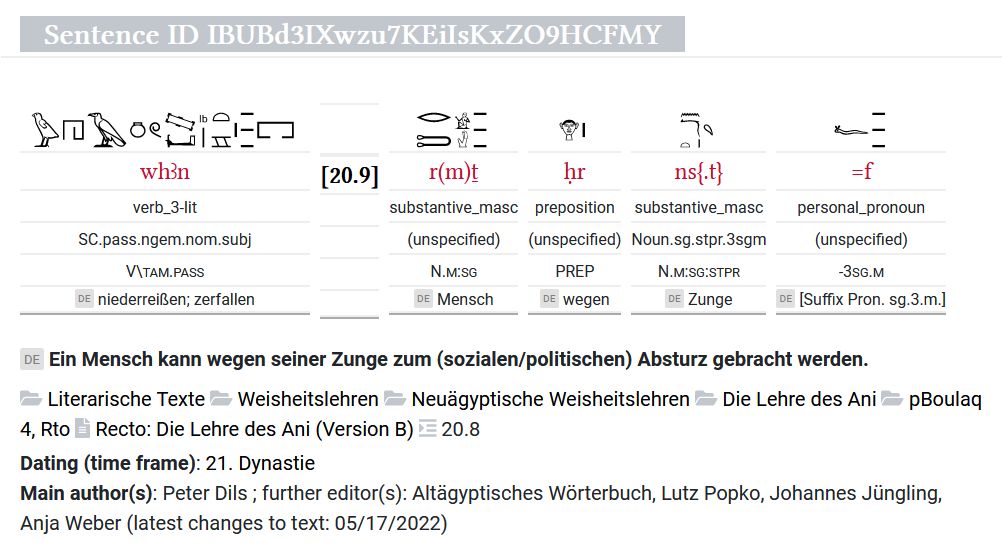 Sentence ID IBUBd3IXwzu7KEiIsKxZO9HCFMY
lb
whꜣn [20.9] r(m)ṯ ḥr ns{.t} =f
verb_3-lit substantive_masc preposition substantive_masc personal_pronoun
SC.pass.ngem.nom.subj (unspecified) (unspecified) Noun.sg.stpr.3sgm (unspecified)
V\TAM.PASS N.M:SG PREP N.M:SG:STPR -3SG.M
DE niederreißen; zerfallen DE Mensch DE wegen DE Zunge DE [Suffix Pron. sg.3.m.]
DE Ein Mensch kann wegen seiner Zunge zum (sozialen/politischen) Absturz gebracht werden.
Literarische Texte Weisheitslehren Neuägyptische Weisheitslehren Die Lehre des Ani pBoulaq
4, Rto Recto: Die Lehre des Ani (Version B) 20.8
Dating (time frame): 21. Dynastie
Main author(s): Peter Dils ; further editor(s): Altägyptisches Wörterbuch, Lutz Popko, Johannes Jüngling,
Anja Weber (latest changes to text: 05/17/2022)